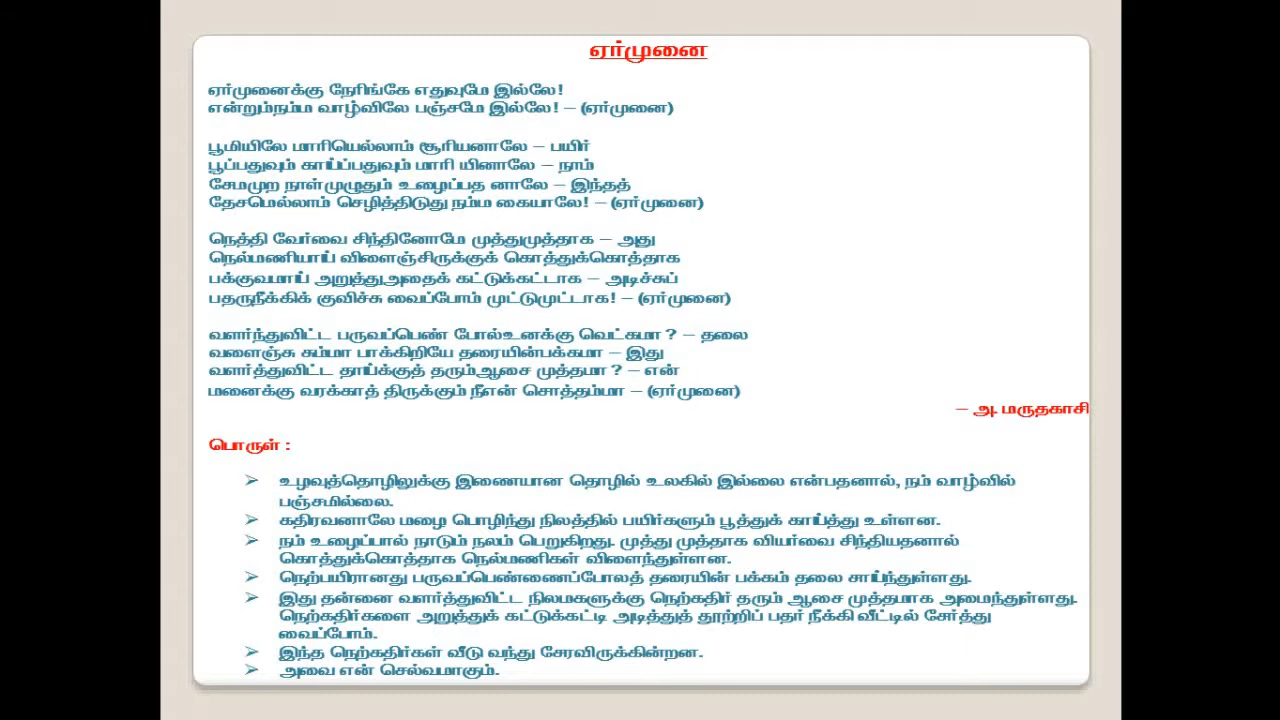 ஏர்முனை
ஏர்முனைக்கு நேரிங்கே எதுவுமே இல்லே!
என்றும்நம்ம வாழ்விலே பஞ்சமே இல்லே! – (ஏர்முனை)
பூமியிலே மாரியெல்லாம் சூரியனாலே – பயிர்
பூப்பதுவும் காய்ப்பதுவும் மாரி யினாலே – நாம்
சேமமுற நாள்முழுதும் உழைப்பத னாலே – இந்தத்
தேசமெல்லாம் செழித்திடுது நம்ம கையாலே! – (ஏர்முனை)
நெத்தி வேர்வை சிந்தினோமே முத்துமுத்தாக – அது
நெல்மணியாய் விளைஞ்சிருக்குக் கொத்துக்கொத்தாக
பக்குவமாய் அறுத்துஅதைக் கட்டுக்கட்டாக – அடிச்சுப்
பதருநீக்கிக் குவிச்சு வைப்போம் முட்டுமுட்டாக! – (ஏர்முனை)
வளர்ந்துவிட்ட பருவப்பெண் போல்உனக்கு வெட்கமா ? – தலை
வளைஞ்சு சும்மா பாக்கிறியே தரையின்பக்கமா – இது
வளர்த்துவிட்ட தாய்க்குத் தரும்ஆசை முத்தமா ? – என்
மனைக்கு வரக்காத் திருக்கும் நீஎன் சொத்தம்மா – (ஏர்முனை)
– அ. மருதகாசி
பொருள் :
➢ உழவுத்தொழிலுக்கு இணையான தொழில் உலகில் இல்லை என்பதனால், நம் வாழ்வில்
பஞ்சமில்லை.
➢ கதிரவனாலே மழை பொழிந்து நிலத்தில் பயிர்களும் பூத்துக் காய்த்து உள்ளன.
➢ நம் உழைப்பால் நாடும் நலம் பெறுகிறது. முத்து முத்தாக வியர்வை சிந்தியதனால்
கொத்துக்கொத்தாக நெல்மணிகள் விளைந்துள்ளன.
➢ நெற்பயிரானது பருவப்பெண்ணைப்போலத் தரையின் பக்கம் தலை சாய்ந்துள்ளது.
➢ இது தன்னை வளர்த்துவிட்ட நிலமகளுக்கு நெற்கதிர் தரும் ஆசை முத்தமாக அமைந்துள்ளது.
நெற்கதிர்களை அறுத்துக் கட்டுக்கட்டி அடித்துத் தூற்றிப் பதர் நீக்கி வீட்டில் சேர்த்து
வைப்போம்.
➢ இந்த நெற்கதிர்கள் வீடு வந்து சேரவிருக்கின்றன.
➢ அவை என் செல்வமாகும்.